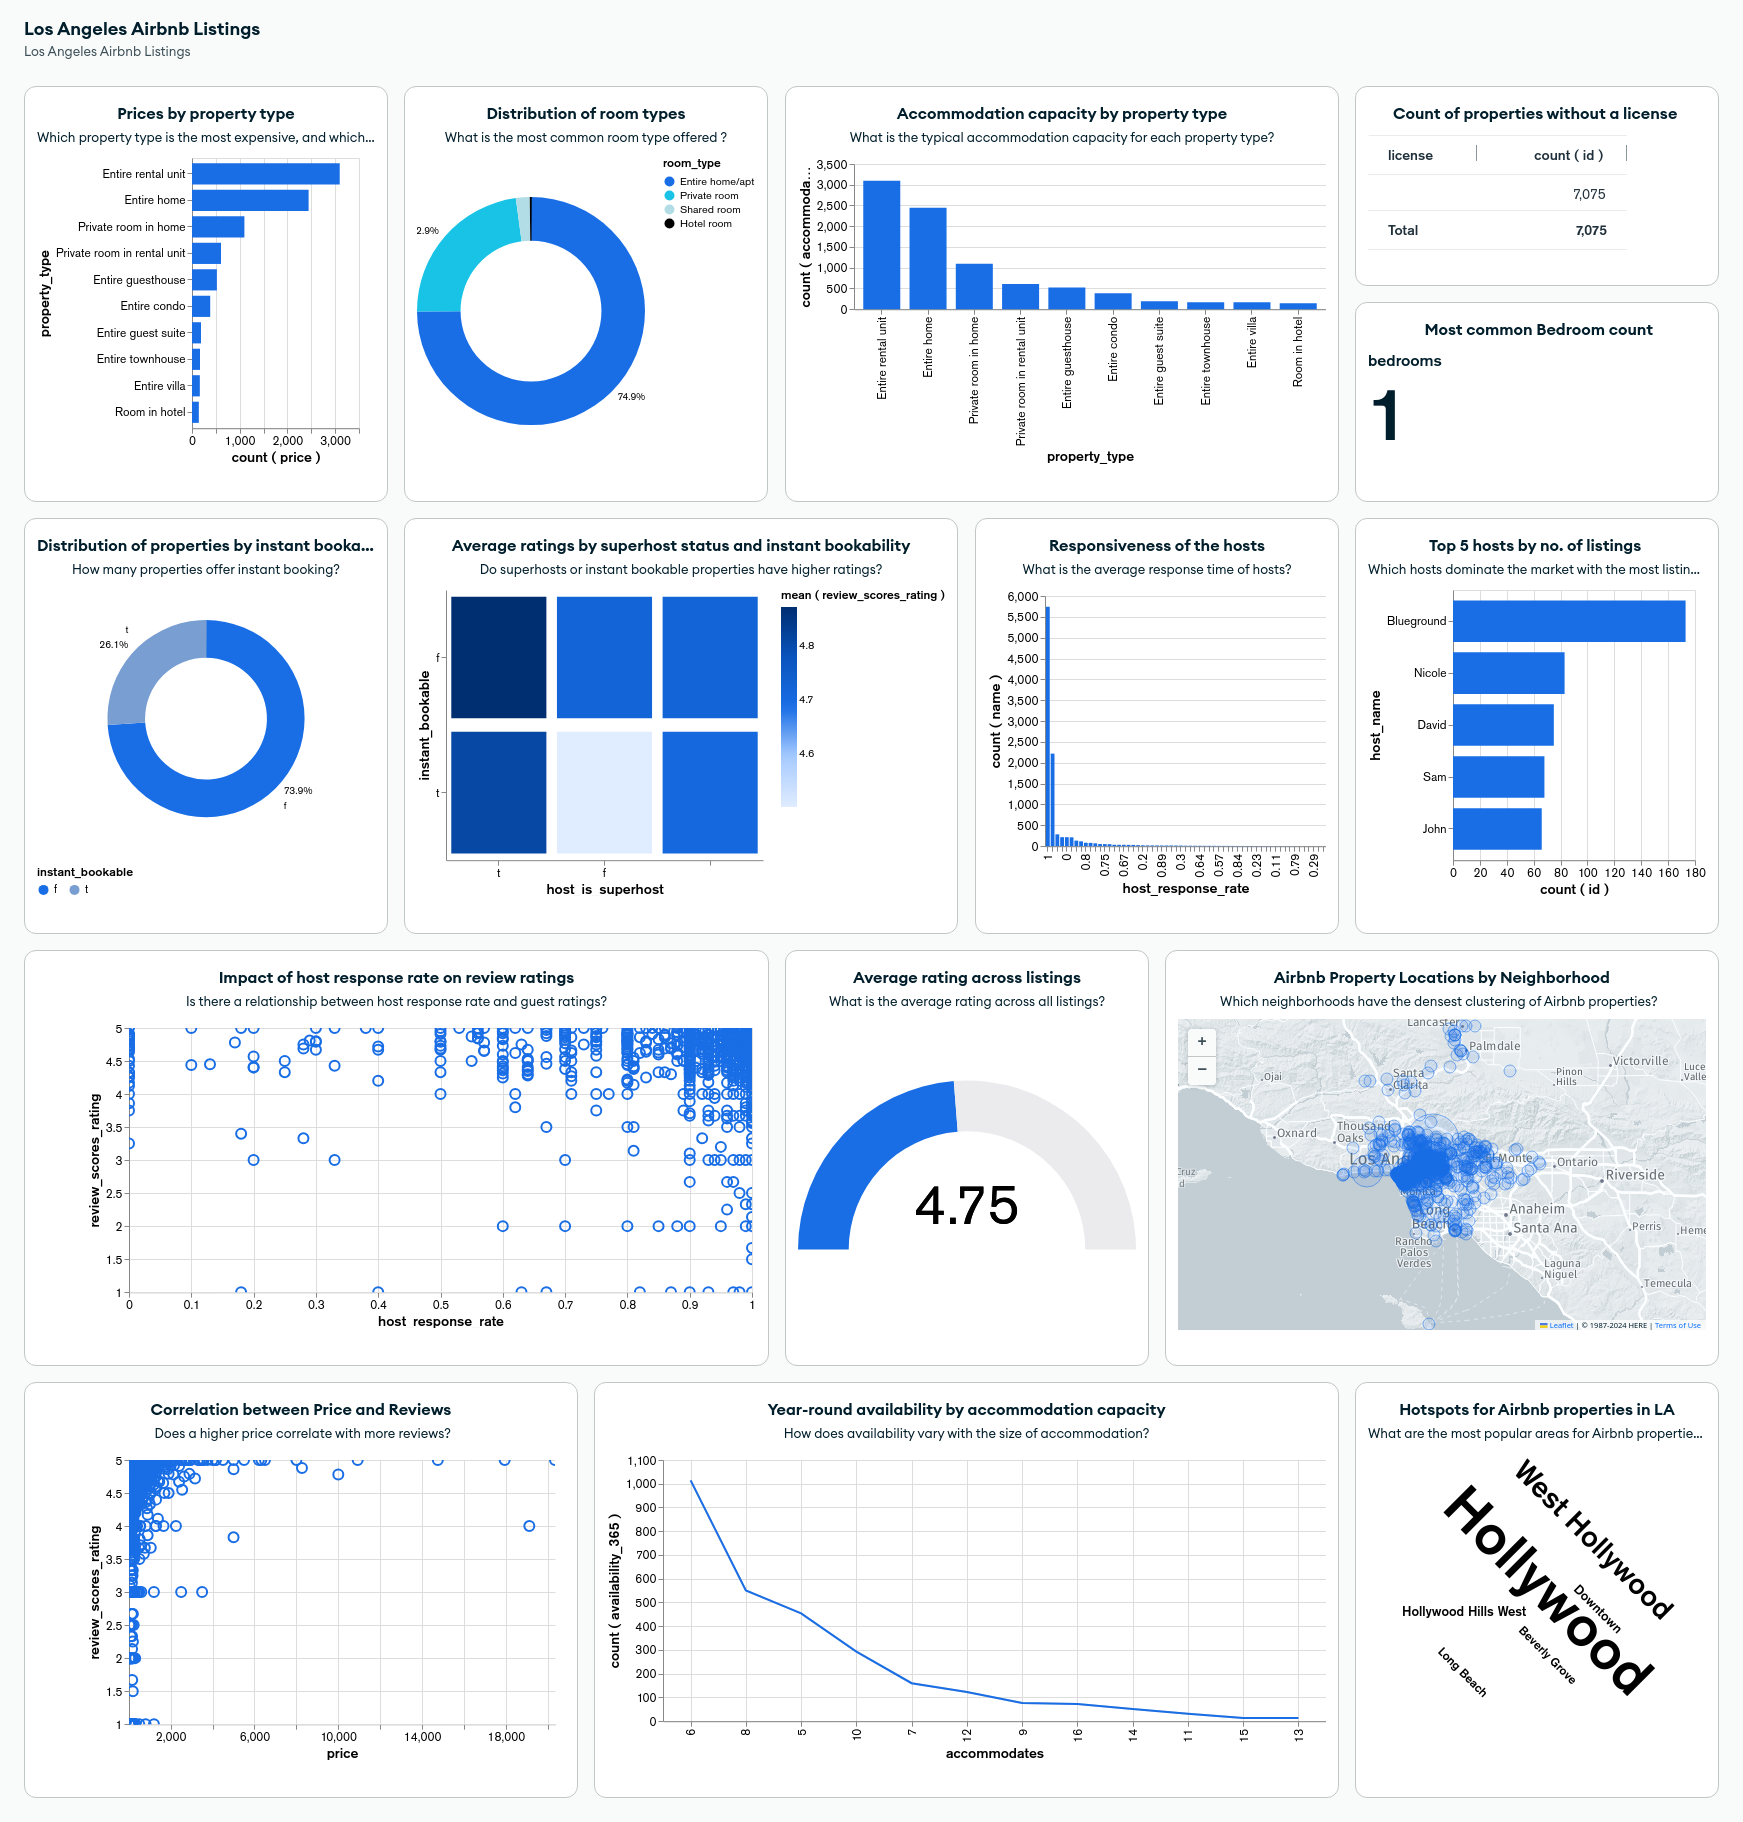 Los Angeles Airbnb Listings
Los Angeles Airbnb Listings
Prices by property type
Which property type is the most expensive, and which...
property_type
Entire rental unit
Entire home
Private room in home
Private room in rental unit
Entire guesthouse
Entire condo
Entire guest suite
Entire townhouse
Entire villa
Room in hotel
0 1,000 2,000 3,000
count ( price )
Distribution of room types
What is the most common room type offered ?
room_type
Entire home/apt
Private room
Shared room
Hotel room
2.9%
74.9%
Accommodation capacity by property type
What is the typical accommodation capacity for each property type?
count ( accommoda...
3,500
3,000
2,500
2,000
1,500
1,000
500
0
Entire rental unit
Entire home
Private room in home
Private room in rental unit
Entire guesthouse
Entire condo
Entire guest suite
Entire townhouse
Entire villa
Room in hotel
property_type
Count of properties without a license
license count ( id )
7,075
Total 7,075
Most common Bedroom count
bedrooms
1
Distribution of properties by instant booka...
How many properties offer instant booking?
t
26.1%
73.9%
f
instant_bookable
f t
Average ratings by superhost status and instant bookability
Do superhosts or instant bookable properties have higher ratings?
instant_bookable
f
t
t f
host is superhost
mean ( review_scores_rating )
4.8
4.7
4.6
Responsiveness of the hosts
What is the average response time of hosts?
count ( name )
6,000
5,500
5,000
4,500
4,000
3,500
3,000
2,500
2,000
1,500
1,000
500
0
1 0 0.8 0.75 0.67 0.2 0.89 0.3 0.64 0.57 0.84 0.23 0.11 0.79 0.29
host_response_rate
Top 5 hosts by no. of listings
Which hosts dominate the market with the most listin...
host_name
Blueground
Nicole
David
Sam
John
0 20 40 60 80 100 120 140 160 180
count ( id )
Impact of host response rate on review ratings
Is there a relationship between host response rate and guest ratings?
review_scores_rating
5
4.5
4
3.5
3
2.5
2
1.5
1
0 0.1 0.2 0.3 0.4 0.5 0.6 0.7 0.8 0.9 1
host response rate
Average rating across listings
What is the average rating across all listings?
4.75
Airbnb Property Locations by Neighborhood
Which neighborhoods have the densest clustering of Airbnb properties?
+
−
Lancaster
Palmdale
Victorville
Ojai
Santa
Clarita
Pinon
Hills
Luce
Valle
Oxnard
Thousand
Oaks
Los An
El Monte
Ontario
Riverside
Cruz
d
Long
Beach
Anaheim
Santa Ana
Perris
Heme
Rancho
Palos
Verdes
Laguna
Niguel
Temecula
Leaflet | © 1987-2024 HERE | Terms of Use
Correlation between Price and Reviews
Does a higher price correlate with more reviews?
review_scores_rating
5
4.5
4
3.5
3
2.5
2
1.5
1
2,000 6,000 10,000 14,000 18,000
price
Year-round availability by accommodation capacity
How does availability vary with the size of accommodation?
count ( availability_365 )
1,100
1,000
900
800
700
600
500
400
300
200
100
0
6 8 5 10 7 12 9 16 14 11 15 13
accommodates
Hotspots for Airbnb properties in LA
What are the most popular areas for Airbnb propertie...
West Hollywood
Hollywood
Downtown
Hollywood Hills West
Beverly Grove
Long Beach